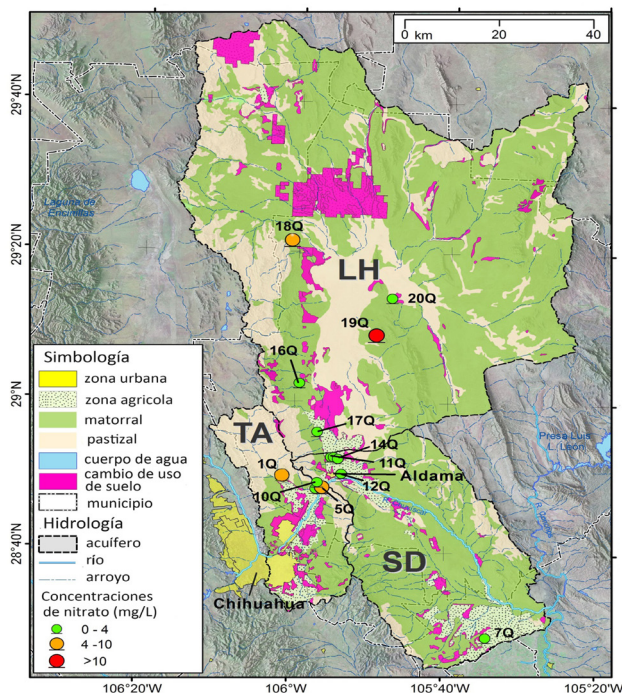 0 km 20 40
29°40'N
29°20'N
29°N
28°40'N
Laguna de
Encinillas
18Q
LH
20Q
19Q
16Q
17Q
TA
14Q
1Q
11Q
Aldama
10Q
12Q
5Q
SD
Chihuahua
7Q
Presa Luis
L. León
Simbología
zona urbana
zona agricola
matorral
pastizal
cuerpo de agua
cambio de uso
de suelo
municipio
Hidrología
acuífero
río
arroyo
Concentraciones
de nitrato (mg/L)
0 - 4
4 -10
>10
106°20'W 106°W 105°40'W 105°20'W